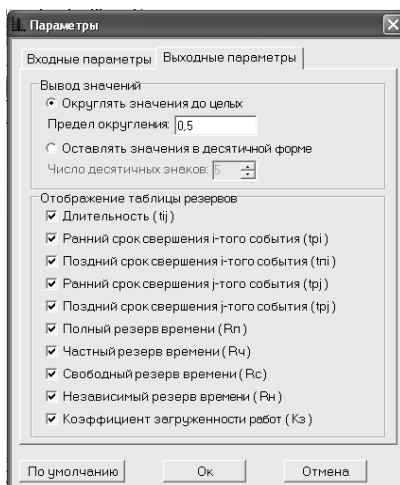 Параметры
Входные параметры Выходные параметры
Вывод значений
Округлять значения до целых
Предел округления: 0,5
Оставлять значения в десятичной форме
Число десятичных знаков: 5
Отображение таблицы резервов
Длительность (tij)
Ранний срок свершения i-того события (tpi)
Поздний срок свершения i-того события (tпi)
Ранний срок свершения j-того события (tpj)
Поздний срок свершения j-того события (tpj)
Полный резерв времени (Rп)
Частный резерв времени (Rч)
Свободный резерв времени (Rс)
Независимый резерв времени (Rн)
Коэффициент загруженности работ (Кз)
По умолчанию Ок Отмена